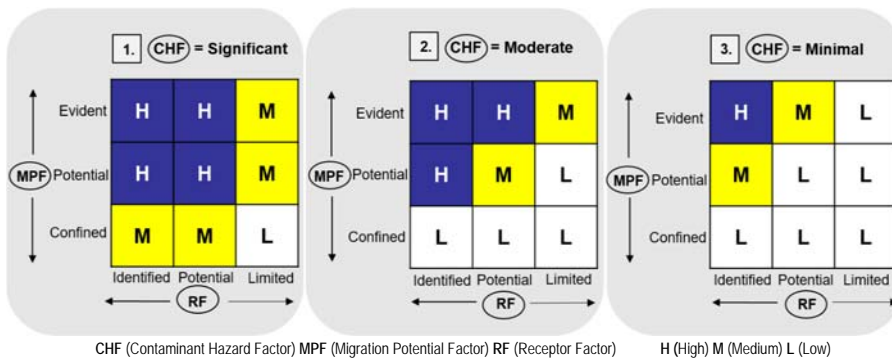 1. CHF = Significant
Evident H H M
MPF Potential H H M
Confined M M L
Identified Potential Limited
RF
2. CHF = Moderate
Evident H H M
MPF Potential H M L
Confined L L L
Identified Potential Limited
RF
3. CHF = Minimal
Evident H M L
MPF Potential M L L
Confined L L L
Identified Potential Limited
RF
CHF (Contaminant Hazard Factor) MPF (Migration Potential Factor) RF (Receptor Factor) H (High) M (Medium) L (Low)